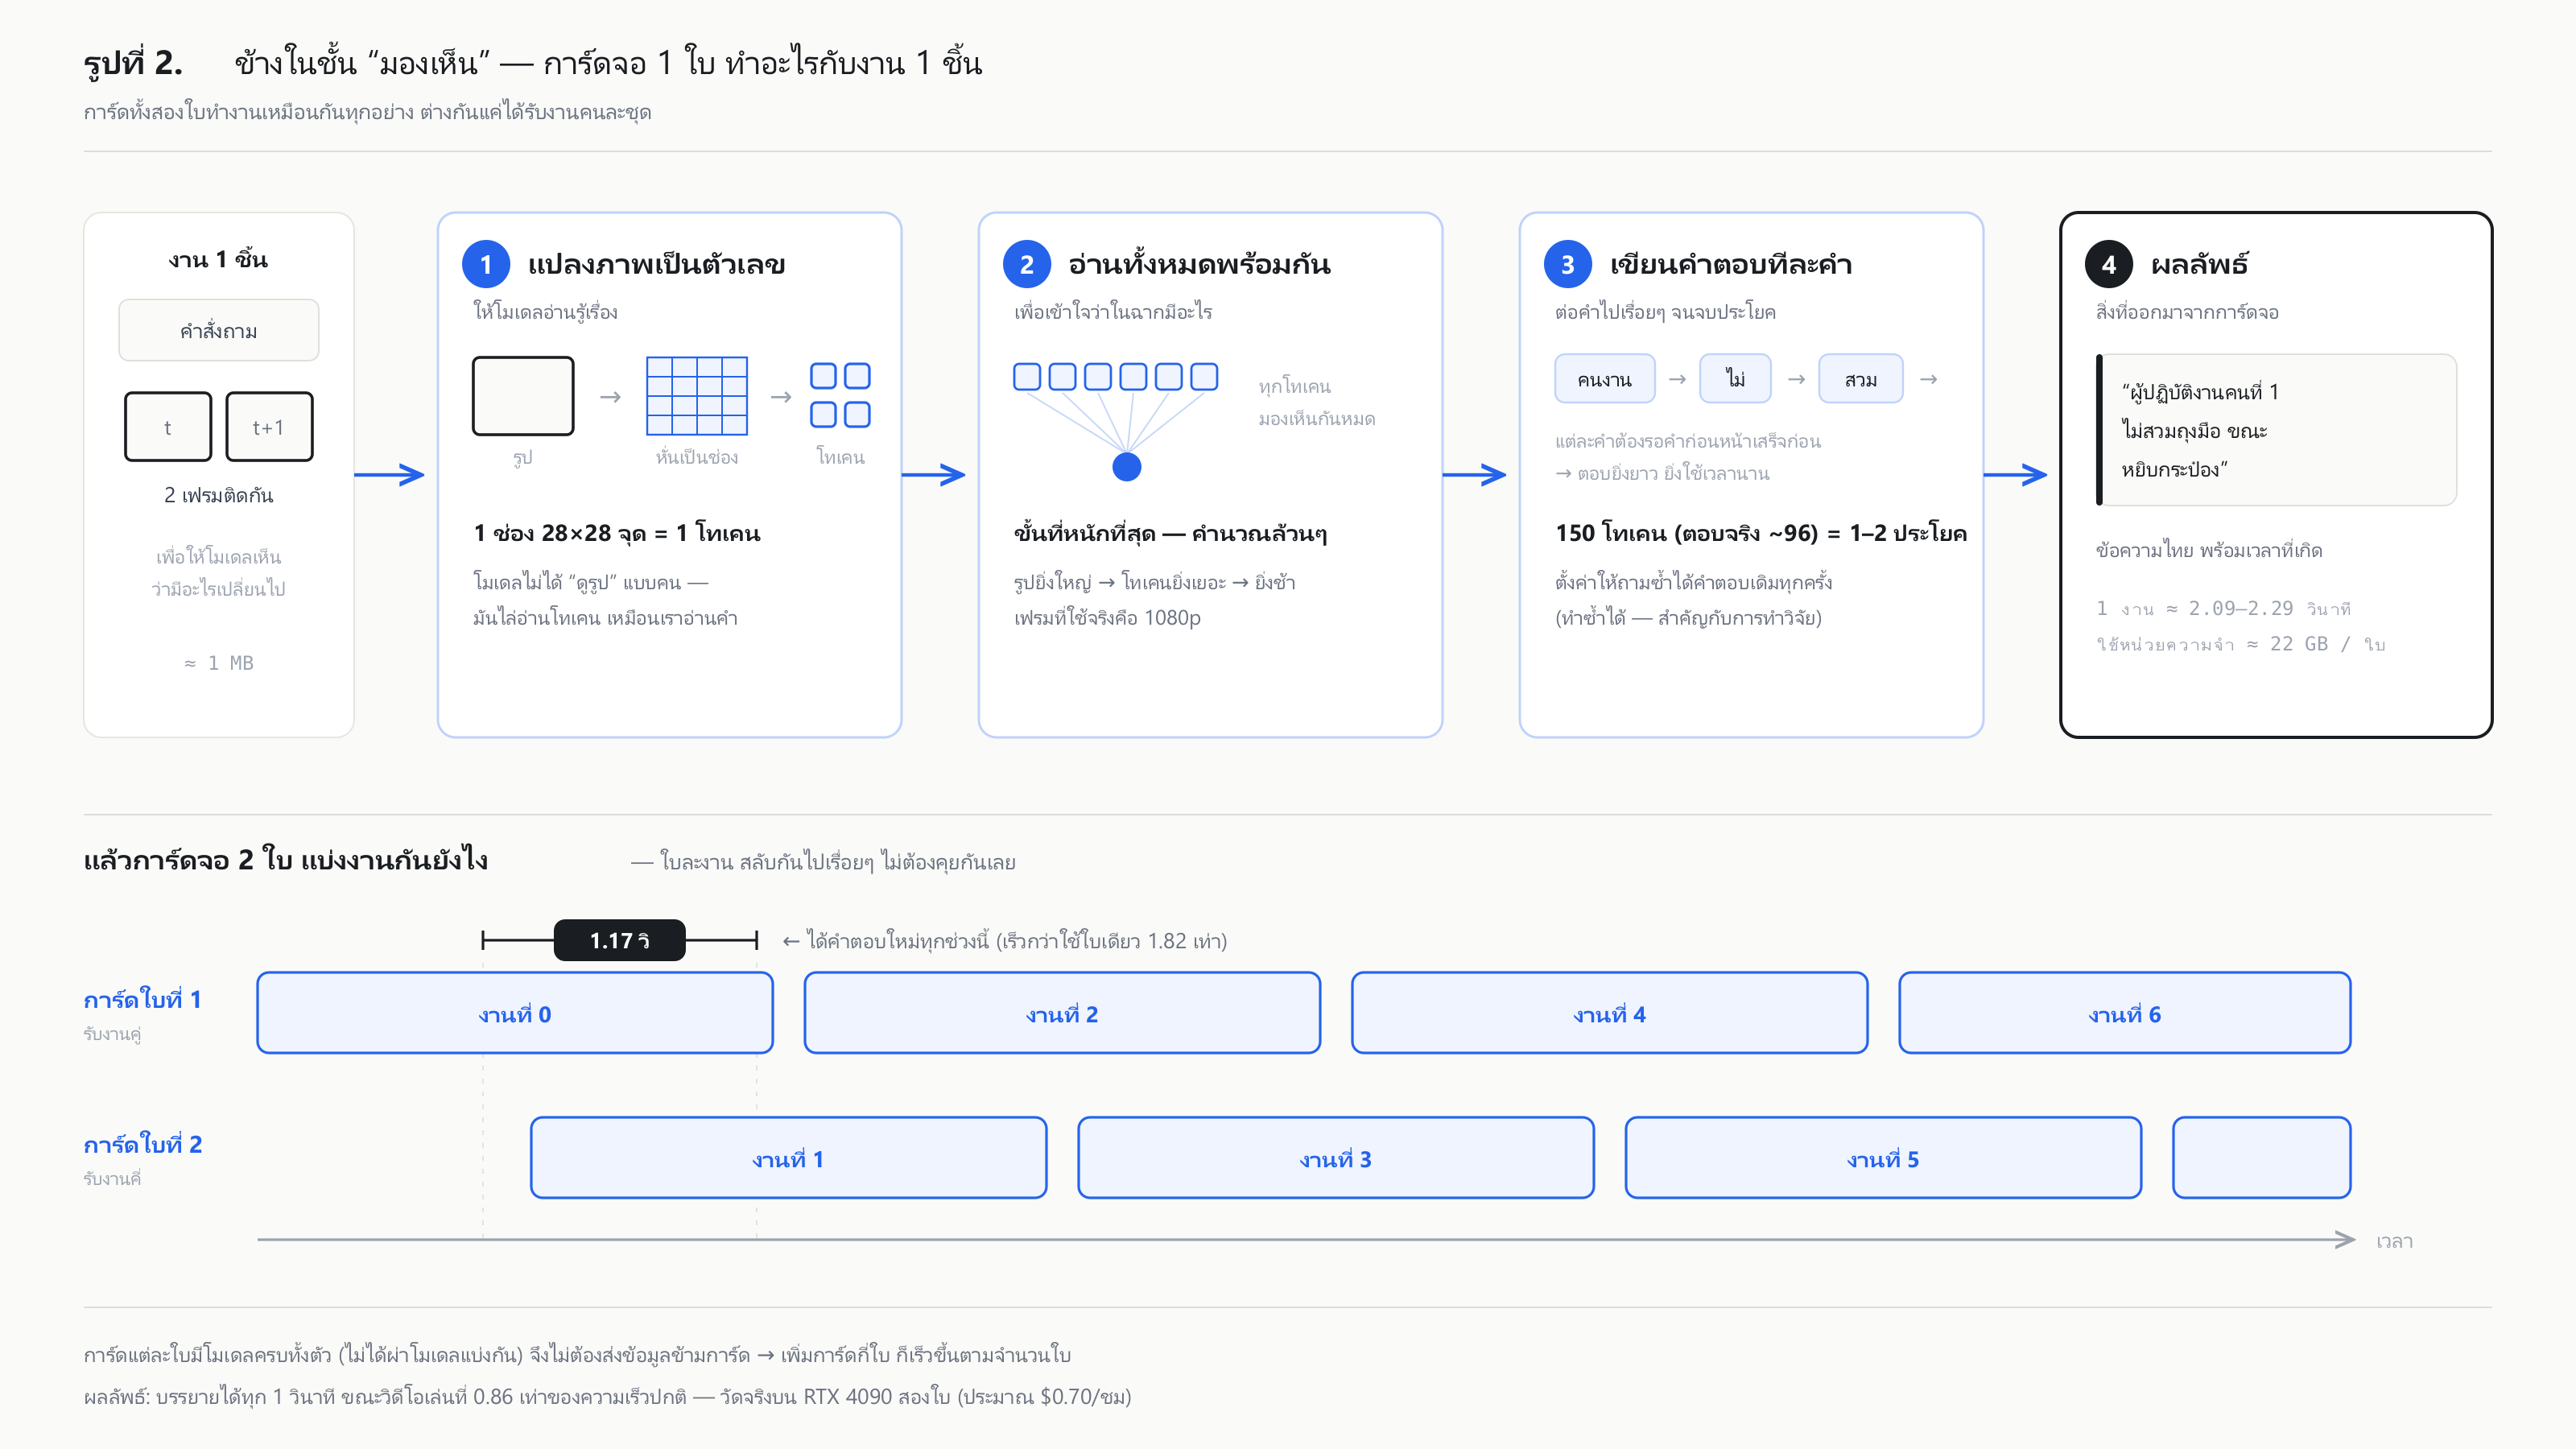 รูปที่ 2. ข้างในชั้น “มองเห็น” — การ์ดจอ 1 ใบ ทำอะไรกับงาน 1 ชิ้น
การ์ดทั้งสองใบทำงานเหมือนกันทุกอย่าง ต่างกันแค่ได้รับงานคนละชุด
งาน 1 ชิ้น
คำสั่งถาม
t
t+1
2 เฟรมติดกัน
เพื่อให้โมเดลเห็น
ว่ามีอะไรเปลี่ยนไป
≈ 1 MB
1 แปลงภาพเป็นตัวเลข
ให้โมเดลอ่านรู้เรื่อง
→ →
รูป หั่นเป็นช่อง โทเคน
1 ช่อง 28×28 จุด = 1 โทเคน
โมเดลไม่ได้ “ดูรูป” แบบคน —
มันไล่อ่านโทเคน เหมือนเราอ่านคำ
2 อ่านทั้งหมดพร้อมกัน
เพื่อเข้าใจว่าในฉากมีอะไร
ทุกโทเคน
มองเห็นกันหมด
ขั้นที่หนักที่สุด — คำนวณล้วนๆ
รูปยิ่งใหญ่ → โทเคนยิ่งเยอะ → ยิ่งช้า
เฟรมที่ใช้จริงคือ 1080p
3 เขียนคำตอบทีละคำ
ต่อคำไปเรื่อยๆ จนจบประโยค
คนงาน → ไม่ → สวม →
แต่ละคำต้องรอคำก่อนหน้าเสร็จก่อน
→ ตอบยิ่งยาว ยิ่งใช้เวลานาน
150 โทเคน (ตอบจริง ~96) = 1–2 ประโยค
ตั้งค่าให้ถามซ้ำได้คำตอบเดิมทุกครั้ง
(ทำซ้ำได้ — สำคัญกับการทำวิจัย)
4 ผลลัพธ์
สิ่งที่ออกมาจากการ์ดจอ
“ผู้ปฏิบัติงานคนที่ 1
ไม่สวมถุงมือ ขณะ
หยิบกระป๋อง”
ข้อความไทย พร้อมเวลาที่เกิด
1 งาน ≈ 2.09–2.29 วินาที
ใช้หน่วยความจำ ≈ 22 GB / ใบ
แล้วการ์ดจอ 2 ใบ แบ่งงานกันยังไง — ใบละงาน สลับกันไปเรื่อยๆ ไม่ต้องคุยกันเลย
1.17 วิ ← ได้คำตอบใหม่ทุกช่วงนี้ (เร็วกว่าใช้ใบเดียว 1.82 เท่า)
การ์ดใบที่ 1
รับงานคู่
งานที่ 0 งานที่ 2 งานที่ 4 งานที่ 6
การ์ดใบที่ 2
รับงานคี่
งานที่ 1 งานที่ 3 งานที่ 5
เวลา
การ์ดแต่ละใบมีโมเดลครบทั้งตัว (ไม่ได้ผ่าโมเดลแบ่งกัน) จึงไม่ต้องส่งข้อมูลข้ามการ์ด → เพิ่มการ์ดกี่ใบ ก็เร็วขึ้นตามจำนวนใบ
ผลลัพธ์: บรรยายได้ทุก 1 วินาที ขณะวิดีโอเล่นที่ 0.86 เท่าของความเร็วปกติ — วัดจริงบน RTX 4090 สองใบ (ประมาณ $0.70/ชม)